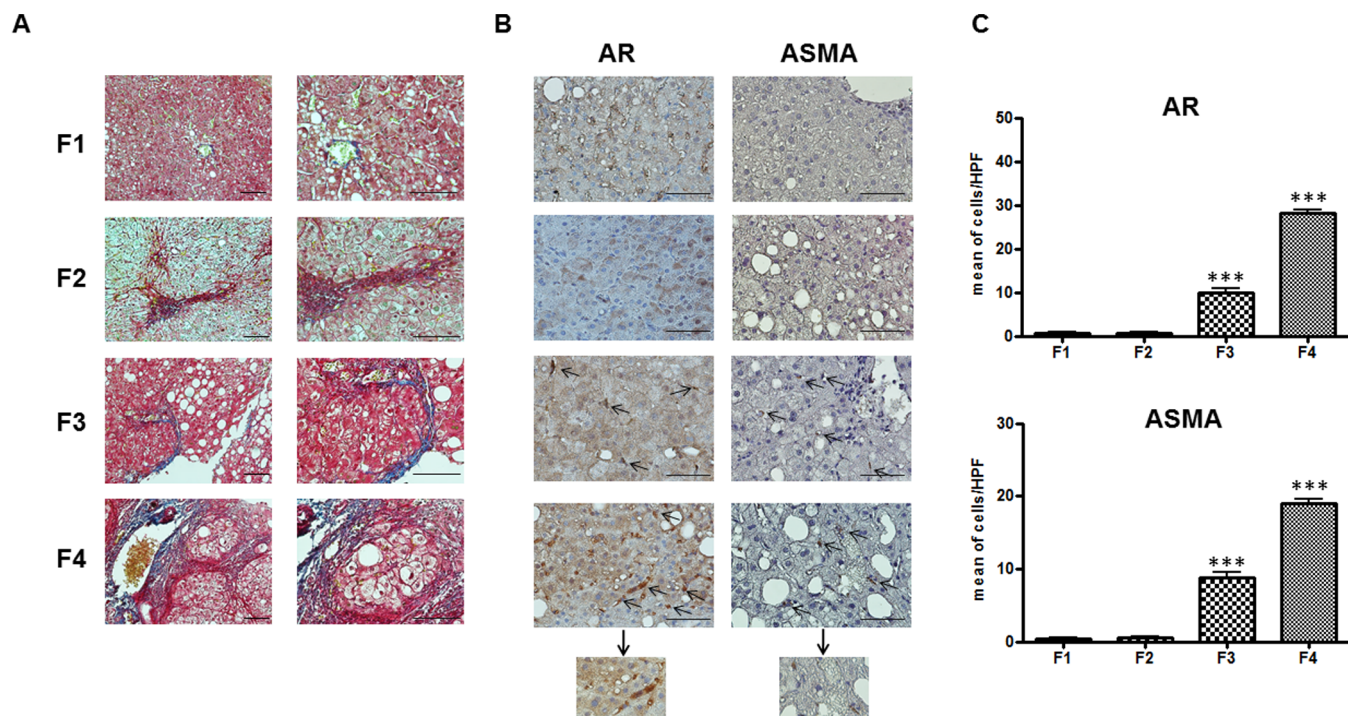 A
B
C
AR
ASMA
F1
F2
F3
F4
AR
mean of cells/HPF
50
40
30
20
10
0
***
***
F1
F2
F3
F4
ASMA
mean of cells/HPF
30
20
10
0
***
***
F1
F2
F3
F4